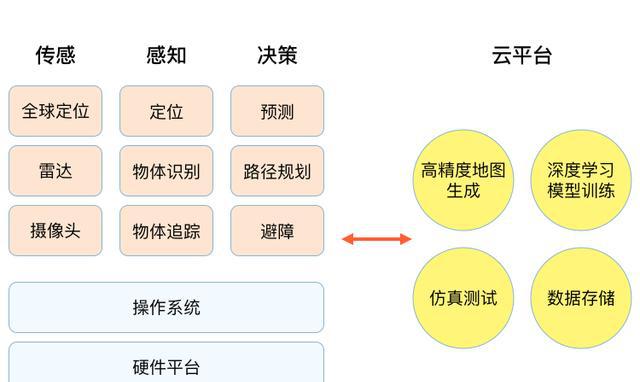 传感 感知 决策 云平台
全球定位 定位 预测
雷达 物体识别 路径规划
摄像头 物体追踪 避障
高精度地图
生成
深度学习
模型训练
仿真测试 数据存储
操作系统
硬件平台